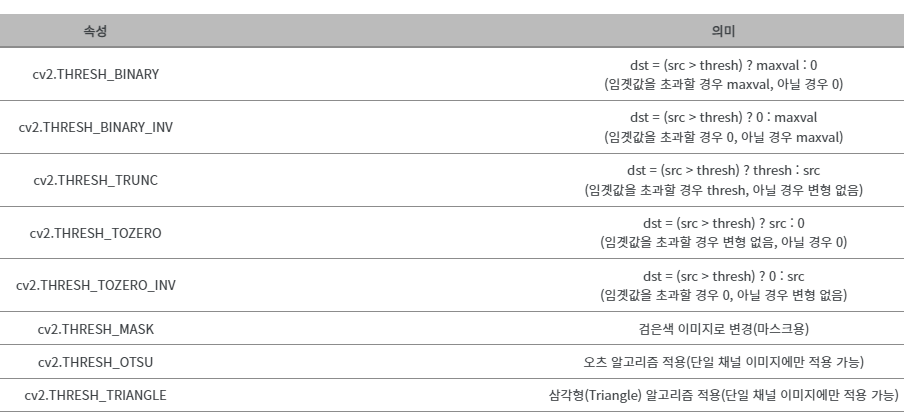 속성 의미
cv2.THRESH_BINARY
dst = (src > thresh) ? maxval : 0
(임곗값을 초과할 경우 maxval, 아닐 경우 0)
cv2.THRESH_BINARY_INV
dst = (src > thresh) ? 0 : maxval
(임곗값을 초과할 경우 0, 아닐 경우 maxval)
cv2.THRESH_TRUNC
dst = (src > thresh) ? thresh : src
(임곗값을 초과할 경우 thresh, 아닐 경우 변형 없음)
cv2.THRESH_TOZERO
dst = (src > thresh) ? src : 0
(임곗값을 초과할 경우 변형 없음, 아닐 경우 0)
cv2.THRESH_TOZERO_INV
dst = (src > thresh) ? 0 : src
(임곗값을 초과할 경우 0, 아닐 경우 변형 없음)
cv2.THRESH_MASK 검은색 이미지로 변경(마스크용)
cv2.THRESH_OTSU 오츠 알고리즘 적용(단일 채널 이미지에만 적용 가능)
cv2.THRESH_TRIANGLE 삼각형(Triangle) 알고리즘 적용(단일 채널 이미지에만 적용 가능)